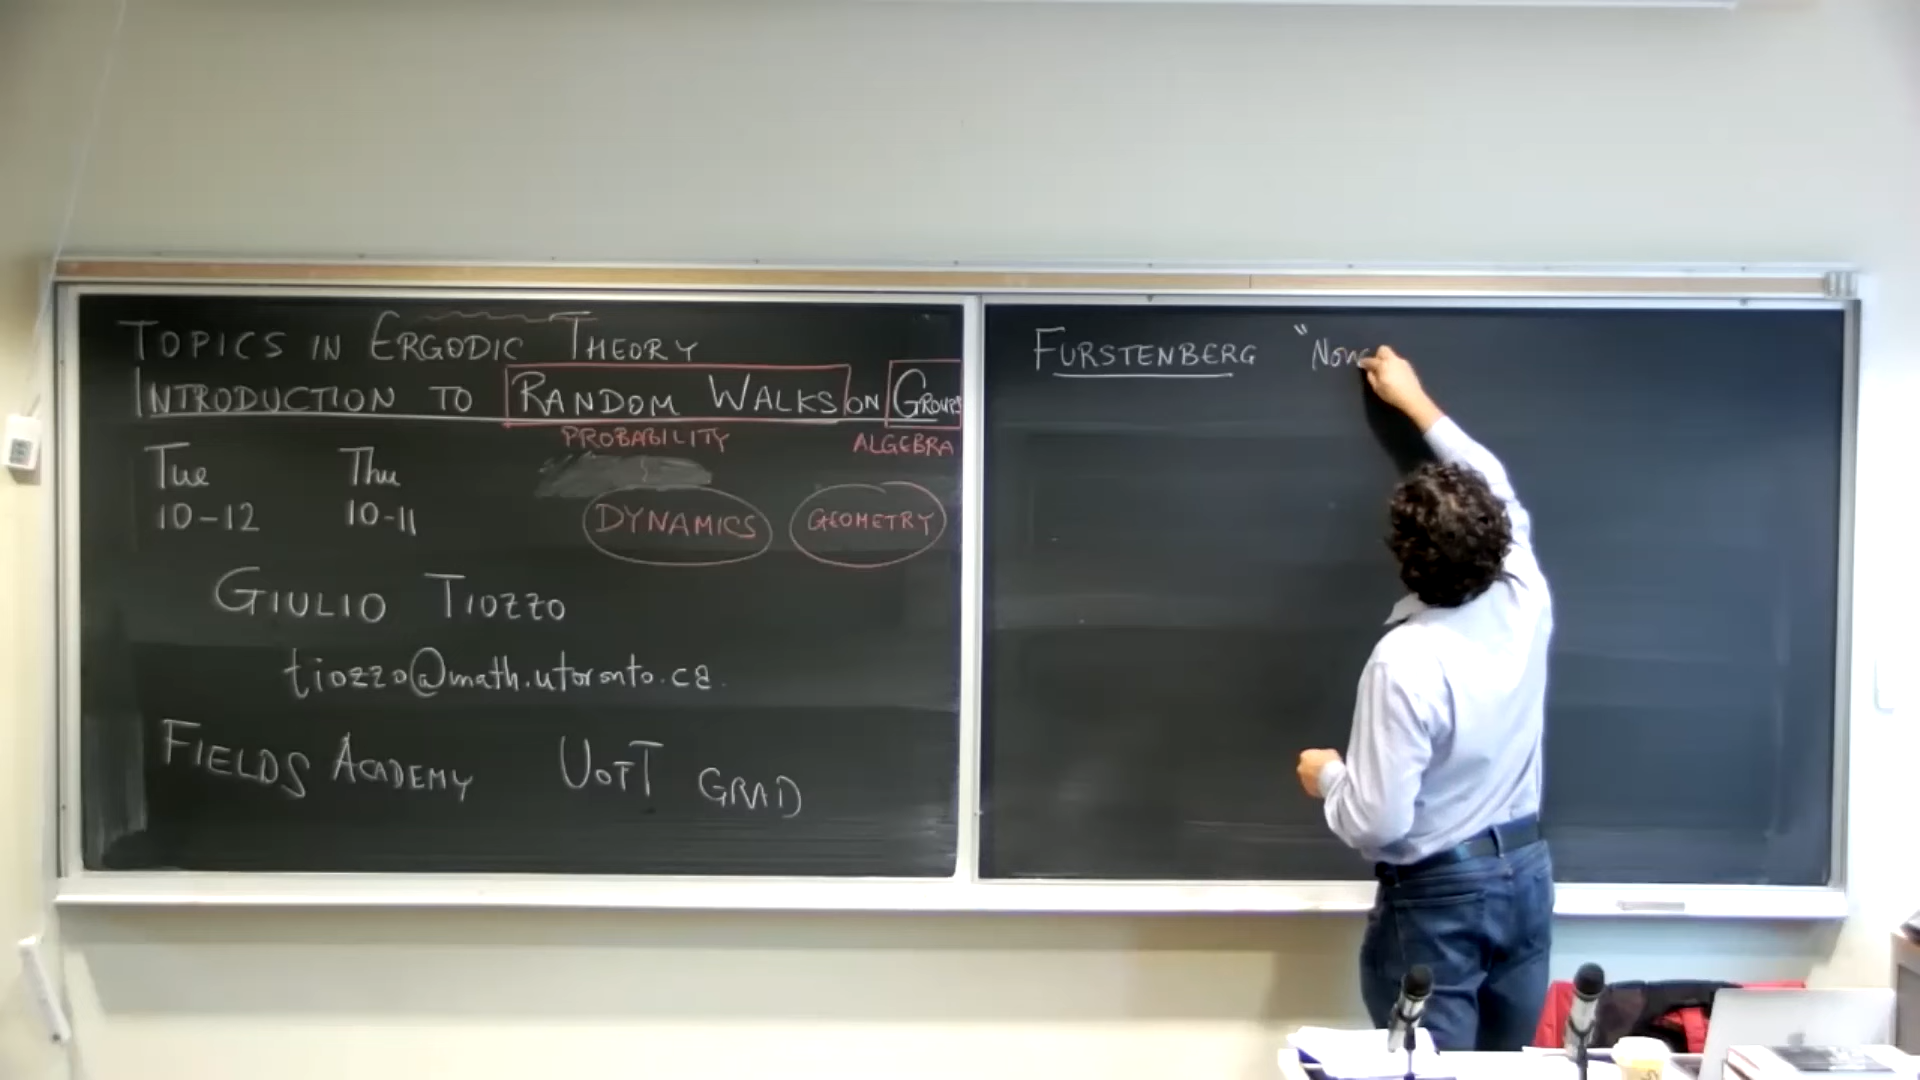 TOPICS IN ERGODIC THEORY
INTRODUCTION TO RANDOM WALKS ON GROUPS
PROBABILITY ALGEBRA
Tue Thu
10-12 10-11
DYNAMICS GEOMETRY
GIULIO TIOZZO
tiozzo@math.utoronto.ca.
FIELDS ACADEMY UOFT GRAD
FURSTENBERG "Nonc